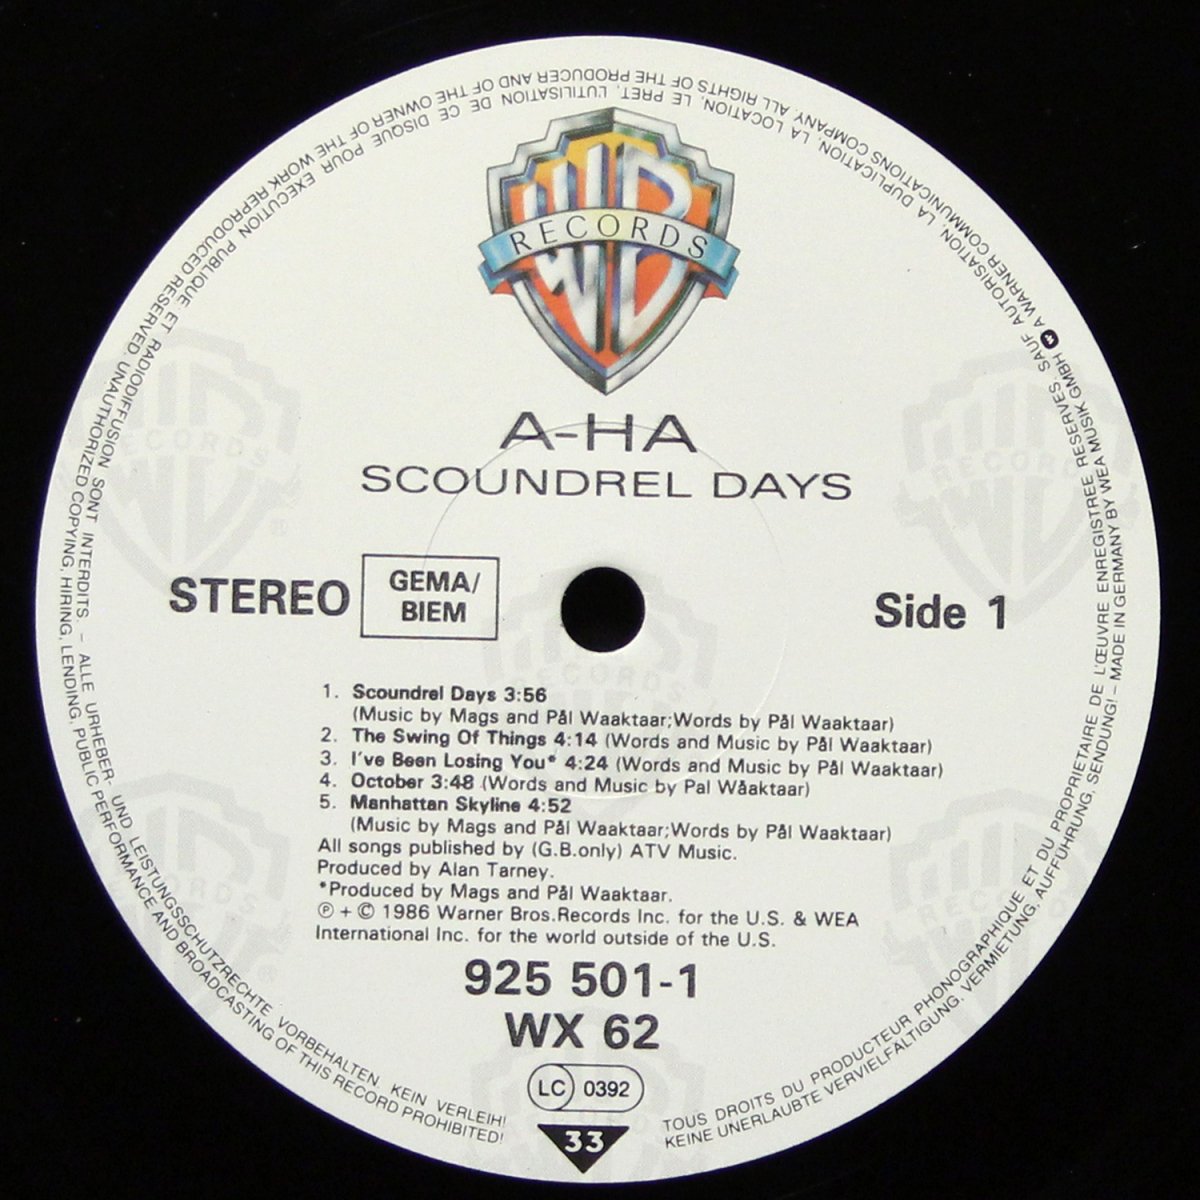 WB
RECORDS
A-HA
SCOUNDREL DAYS
STEREO
GEMA/
BIEM
Side 1
1. Scoundrel Days 3:56
(Music by Mags and Pål Waaktaar;Words by Pål Waaktaar)
2. The Swing Of Things 4:14 (Words and Music by Pål Waaktaar)
3. I've Been Losing You* 4:24 (Words and Music by Pål Waaktaar)
4. October 3:48 (Words and Music by Pal Wåaktaar)
5. Manhattan Skyline 4:52
(Music by Mags and Pål Waaktaar;Words by Pål Waaktaar)
All songs published by (G.B.only) ATV Music.
Produced by Alan Tarney.
*Produced by Mags and Pål Waaktaar.
℗ + © 1986 Warner Bros.Records Inc. for the U.S. & WEA
International Inc. for the world outside of the U.S.
925 501-1
WX 62
LC 0392
33
TOUS DROITS DU PRODUCTEUR PHONOGRAPHIQUE ET DU PROPRIETAIRE DE L'ŒUVRE ENREGISTREE RESERVES. SAUF AUTORISATION, LA DUPLICATION, LA LOCATION, LE PRET, L'UTILISATION DE CE DISQUE POUR EXECUTION PUBLIQUE ET RADIODIFFUSION SONT INTERDITS. – ALLE URHEBER- UND LEISTUNGSSCHUTZRECHTE VORBEHALTEN. KEIN VERLEIH!
KEINE UNERLAUBTE VERVIELFÄLTIGUNG, VERMIETUNG, AUFFÜHRUNG, SENDUNG! – MADE IN GERMANY BY WEA MUSIK GMBH A WARNER COMMUNICATIONS COMPANY. ALL RIGHTS OF THE PRODUCER AND OF THE OWNER OF THE WORK REPRODUCED RESERVED. UNAUTHORIZED COPYING, HIRING, LENDING, PUBLIC PERFORMANCE AND BROADCASTING OF THIS RECORD PROHIBITED!